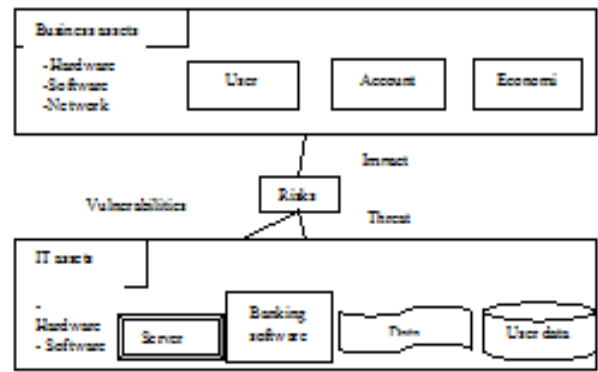 Business assets
-Hardware
-Software
-Network
User
Account
Economi
Impact
Risks
Vulnerabilities
Threat
IT assets
-
Hardware
- Software
Server
Banking
software
Data
User data